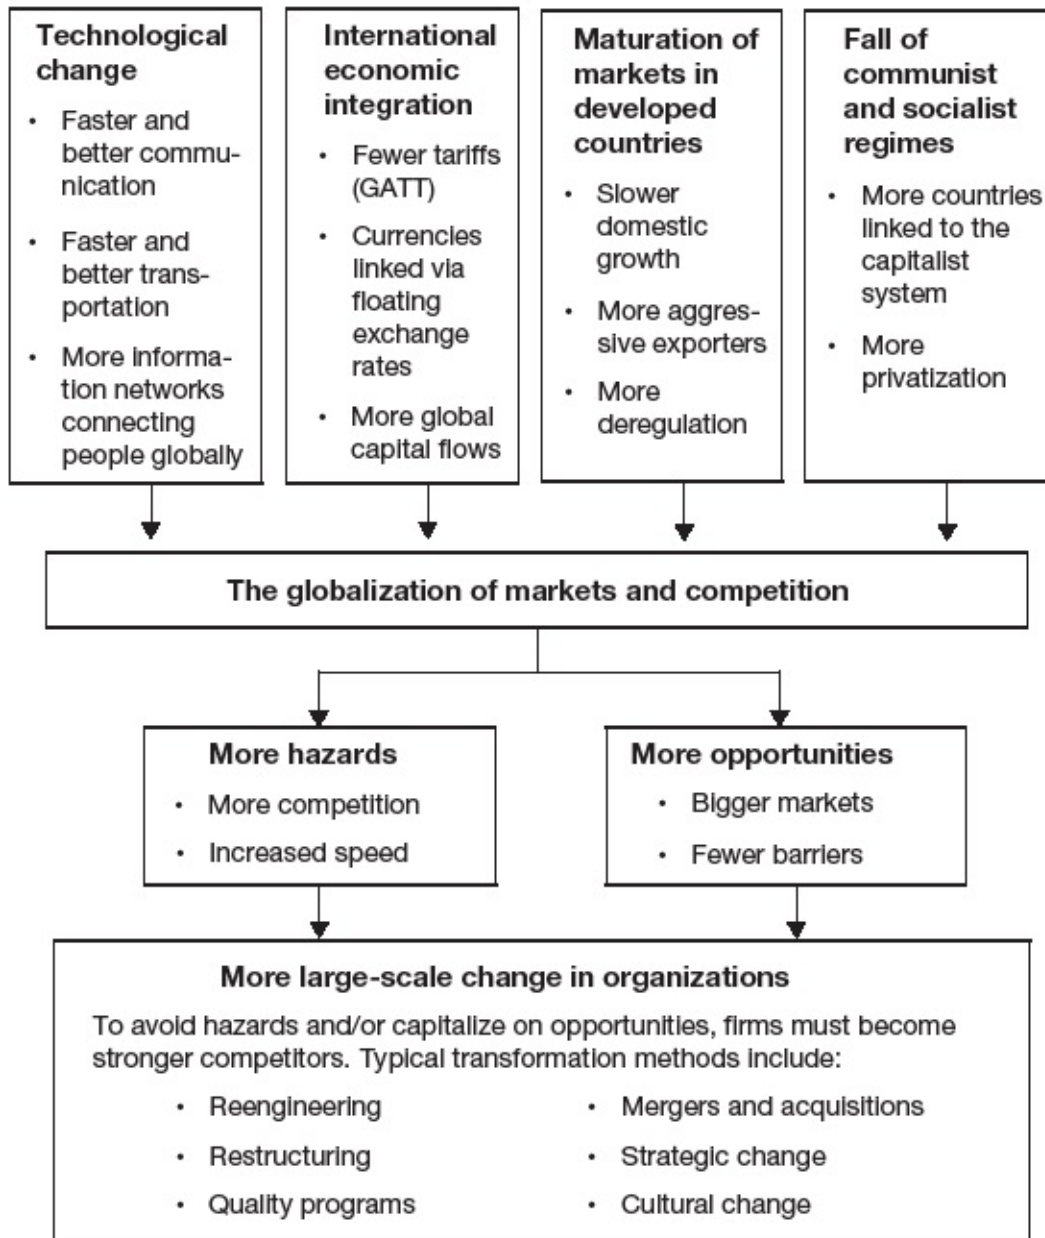 Technological
change
• Faster and
better commu-
nication
• Faster and
better trans-
portation
• More informa-
tion networks
connecting
people globally
International
economic
integration
• Fewer tariffs
(GATT)
• Currencies
linked via
floating
exchange
rates
• More global
capital flows
Maturation of
markets in
developed
countries
• Slower
domestic
growth
• More aggres-
sive exporters
• More
deregulation
Fall of
communist
and socialist
regimes
• More countries
linked to the
capitalist
system
• More
privatization
The globalization of markets and competition
More hazards
• More competition
• Increased speed
More opportunities
• Bigger markets
• Fewer barriers
More large-scale change in organizations
To avoid hazards and/or capitalize on opportunities, firms must become
stronger competitors. Typical transformation methods include:
• Reengineering
• Restructuring
• Quality programs
• Mergers and acquisitions
• Strategic change
• Cultural change